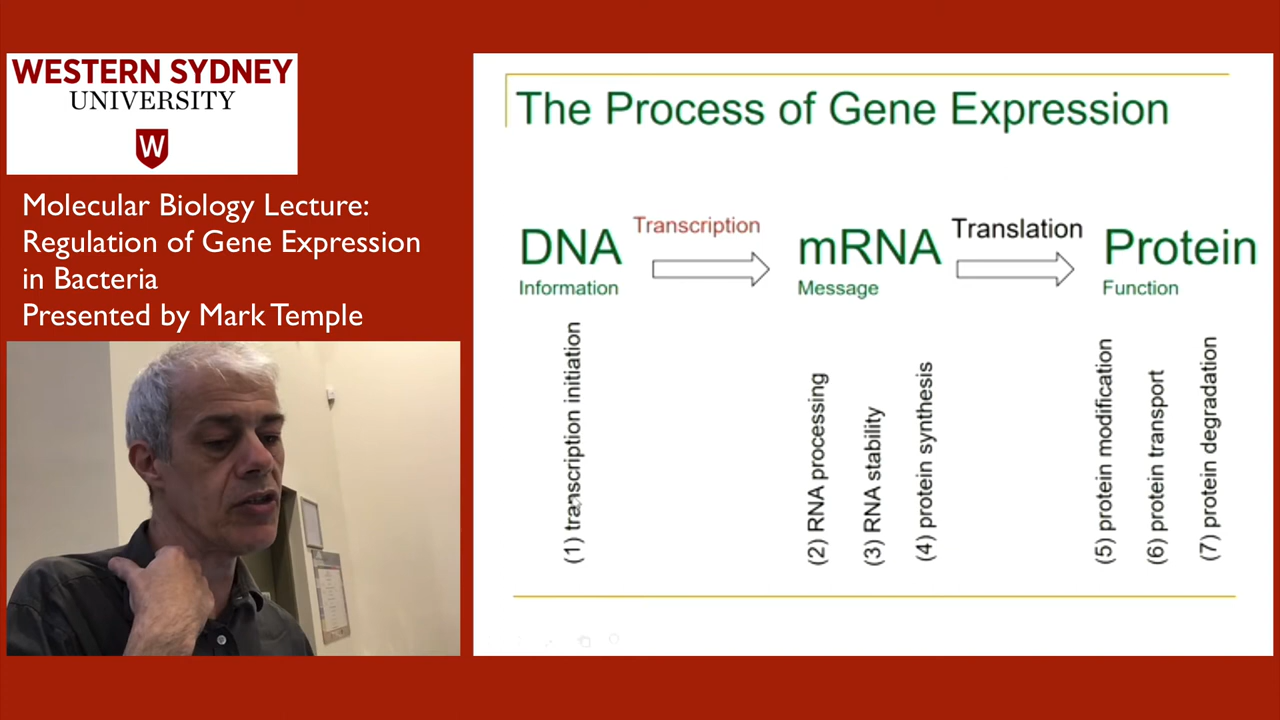 WESTERN SYDNEY
UNIVERSITY
W
Molecular Biology Lecture:
Regulation of Gene Expression
in Bacteria
Presented by Mark Temple
The Process of Gene Expression
DNA
Transcription
mRNA
Translation
Protein
Information
Message
Function
(1) transcription initiation
(2) RNA processing
(3) RNA stability
(4) protein synthesis
(5) protein modification
(6) protein transport
(7) protein degradation